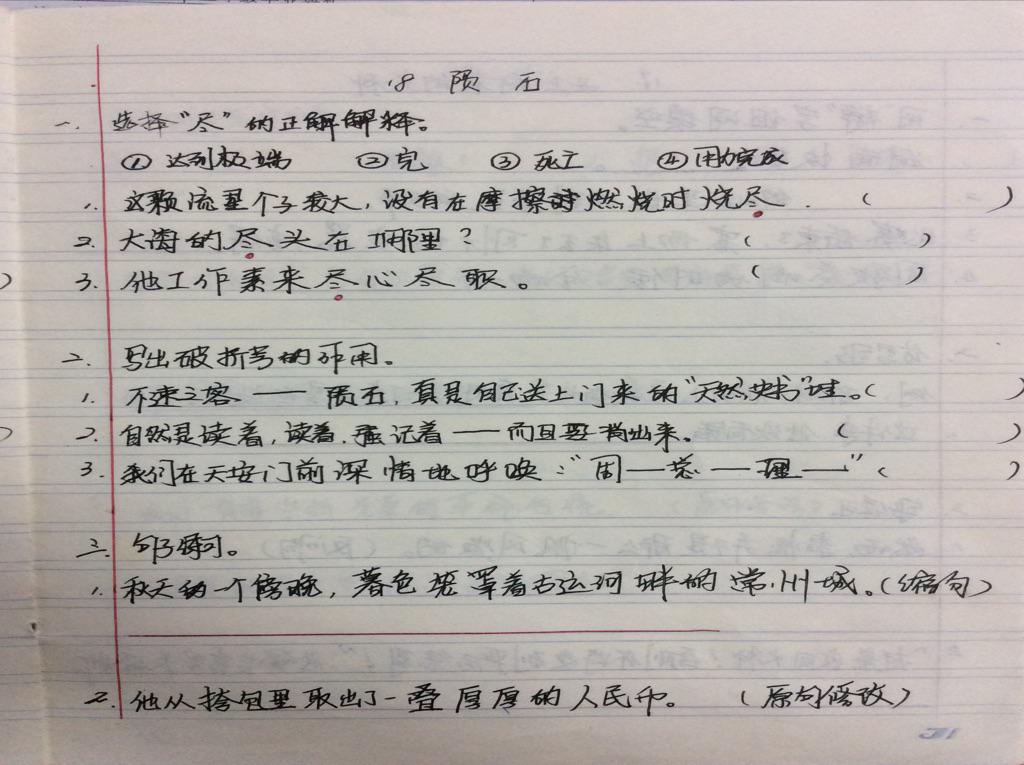 18 陨石
一、选择“尽”的正解解释。
①达到极端 ②完 ③死亡 ④用力完成
1. 这颗流星个子较大，没有在摩擦时燃烧时烧尽．（ ）
2. 大海的尽头在哪里？（ ）
3. 他工作素来尽心尽职。（ ）
二、写出破折号的作用。
1. 不速之客——陨石，真是自己送上门来的“天然史书”哇。（ ）
2. 自然是读着，读着，强记着——而且要背出来。（ ）
3. 我们在天安门前深情地呼唤：“周—总—理—”（ ）
三、句子练习。
1. 秋天的一个傍晚，暮色笼罩着古运河畔的常州城。（缩句）
2. 他从挎包里取出了一叠厚厚的人民币。（原句修改）
31